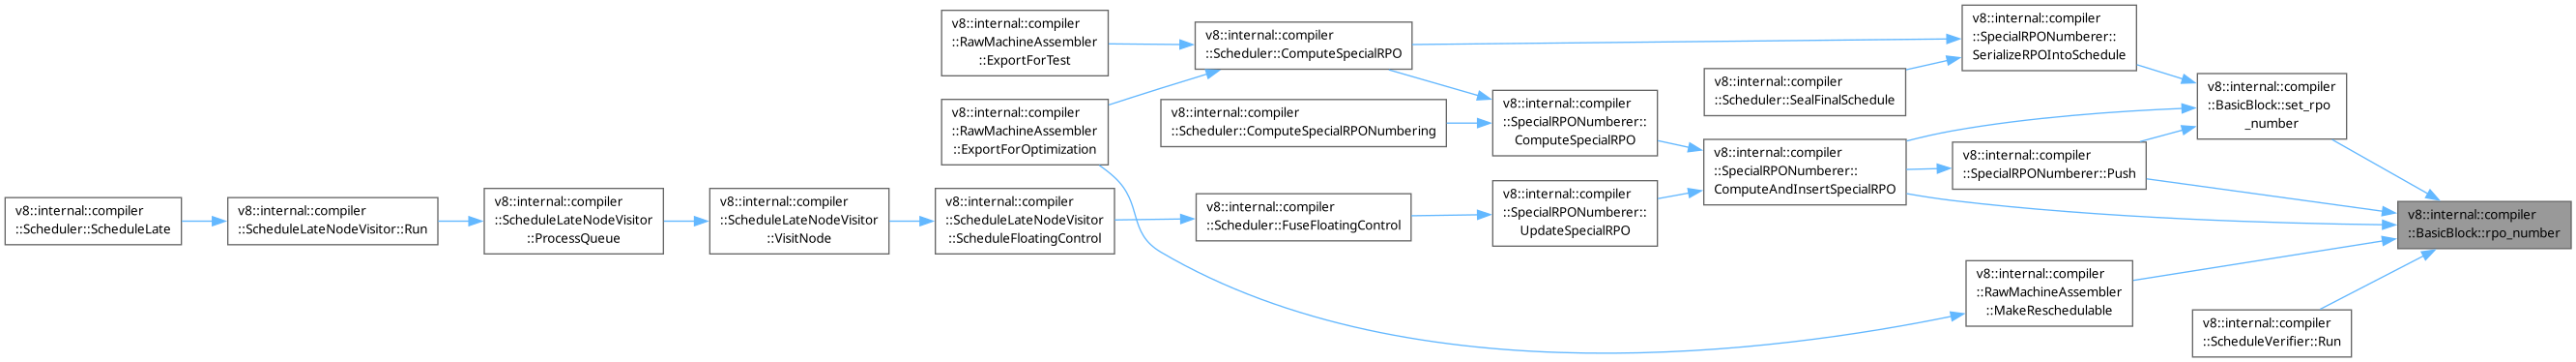 v8::internal::compiler
::Scheduler::ScheduleLate
v8::internal::compiler
::ScheduleLateNodeVisitor::Run
v8::internal::compiler
::ScheduleLateNodeVisitor
::ProcessQueue
v8::internal::compiler
::ScheduleLateNodeVisitor
::VisitNode
v8::internal::compiler
::RawMachineAssembler
::ExportForTest
v8::internal::compiler
::RawMachineAssembler
::ExportForOptimization
v8::internal::compiler
::ScheduleLateNodeVisitor
::ScheduleFloatingControl
v8::internal::compiler
::Scheduler::ComputeSpecialRPO
v8::internal::compiler
::Scheduler::ComputeSpecialRPONumbering
v8::internal::compiler
::Scheduler::FuseFloatingControl
v8::internal::compiler
::SpecialRPONumberer::
ComputeSpecialRPO
v8::internal::compiler
::SpecialRPONumberer::
UpdateSpecialRPO
v8::internal::compiler
::Scheduler::SealFinalSchedule
v8::internal::compiler
::SpecialRPONumberer::
ComputeAndInsertSpecialRPO
v8::internal::compiler
::SpecialRPONumberer::
SerializeRPOIntoSchedule
v8::internal::compiler
::SpecialRPONumberer::Push
v8::internal::compiler
::RawMachineAssembler
::MakeReschedulable
v8::internal::compiler
::BasicBlock::set_rpo
_number
v8::internal::compiler
::ScheduleVerifier::Run
v8::internal::compiler
::BasicBlock::rpo_number